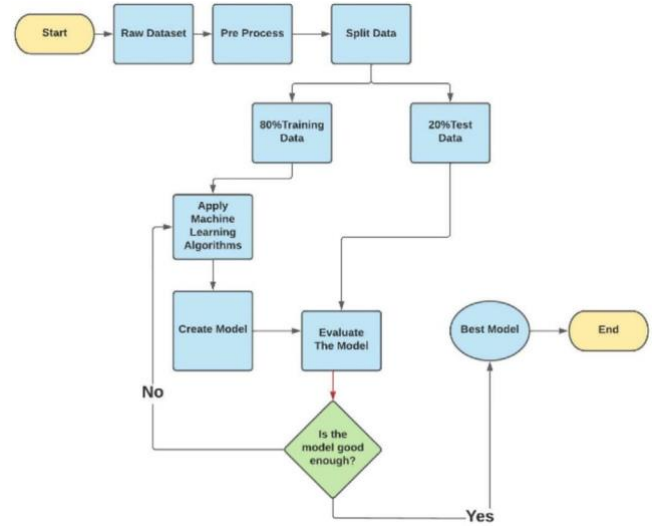 Start
Raw Dataset
Pre Process
Split Data
80%Training
Data
20%Test
Data
Apply
Machine
Learning
Algorithms
Create Model
Evaluate
The Model
Best Model
End
No
Is the
model good
enough?
Yes